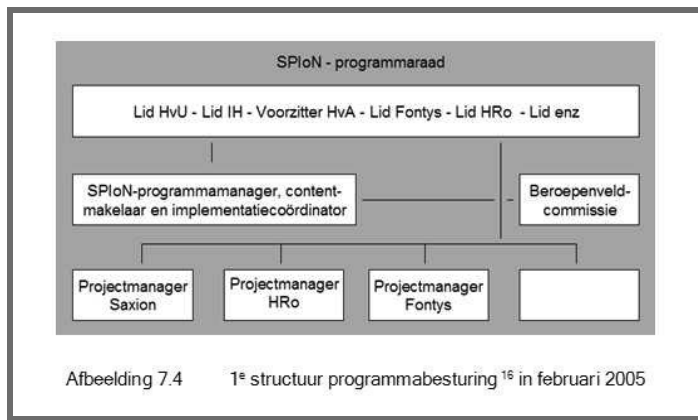 SPIoN - programmaraad
Lid HvU - Lid IH - Voorzitter HvA - Lid Fontys - Lid HRo - Lid enz
SPIoN-programmamanager, content-
makelaar en implementatiecoördinator
Beroepenveld-
commissie
Projectmanager
Saxion
Projectmanager
HRo
Projectmanager
Fontys
Afbeelding 7.4 1e structuur programmabesturing 16 in februari 2005